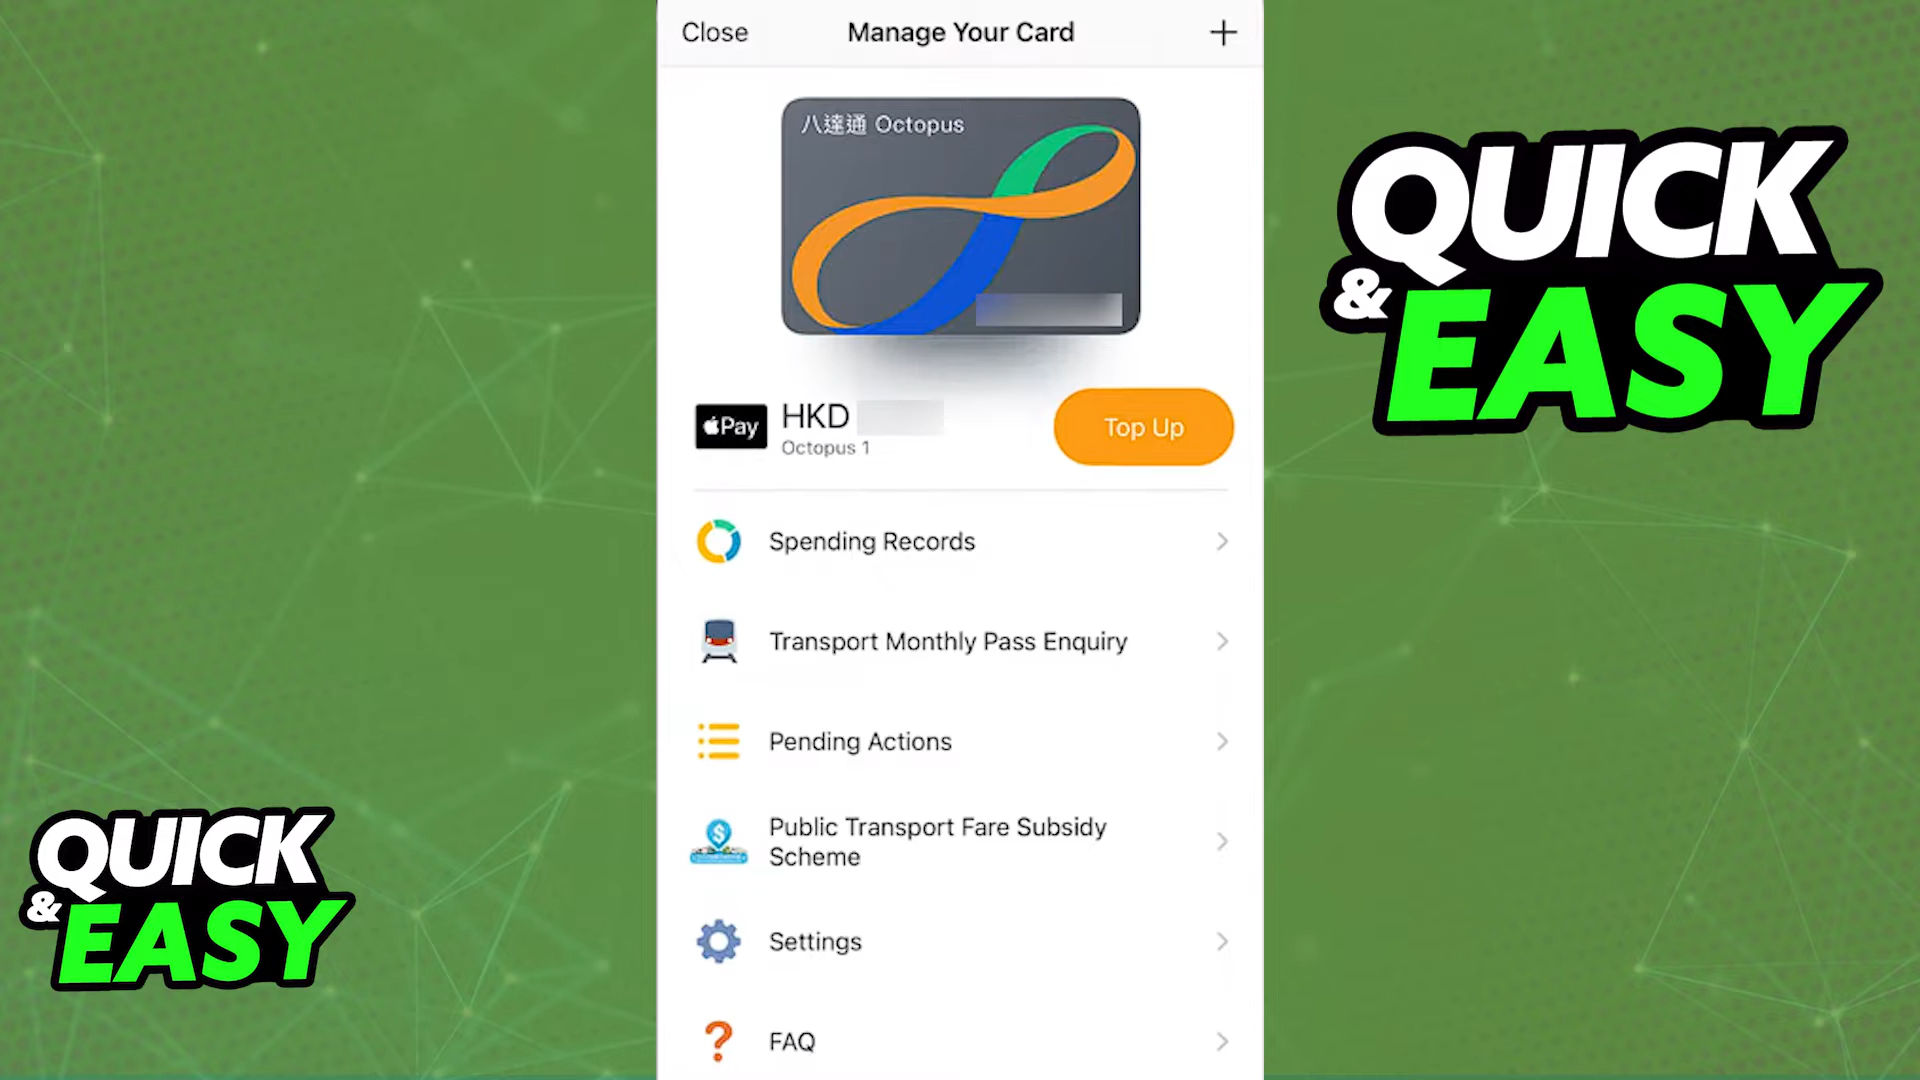 Close
Manage Your Card
+
八達通 Octopus
Pay
HKD
Octopus 1
Top Up
Spending Records
Transport Monthly Pass Enquiry
Pending Actions
Public Transport Fare Subsidy
Scheme
Settings
FAQ
QUICK
& EASY
QUICK
& EASY